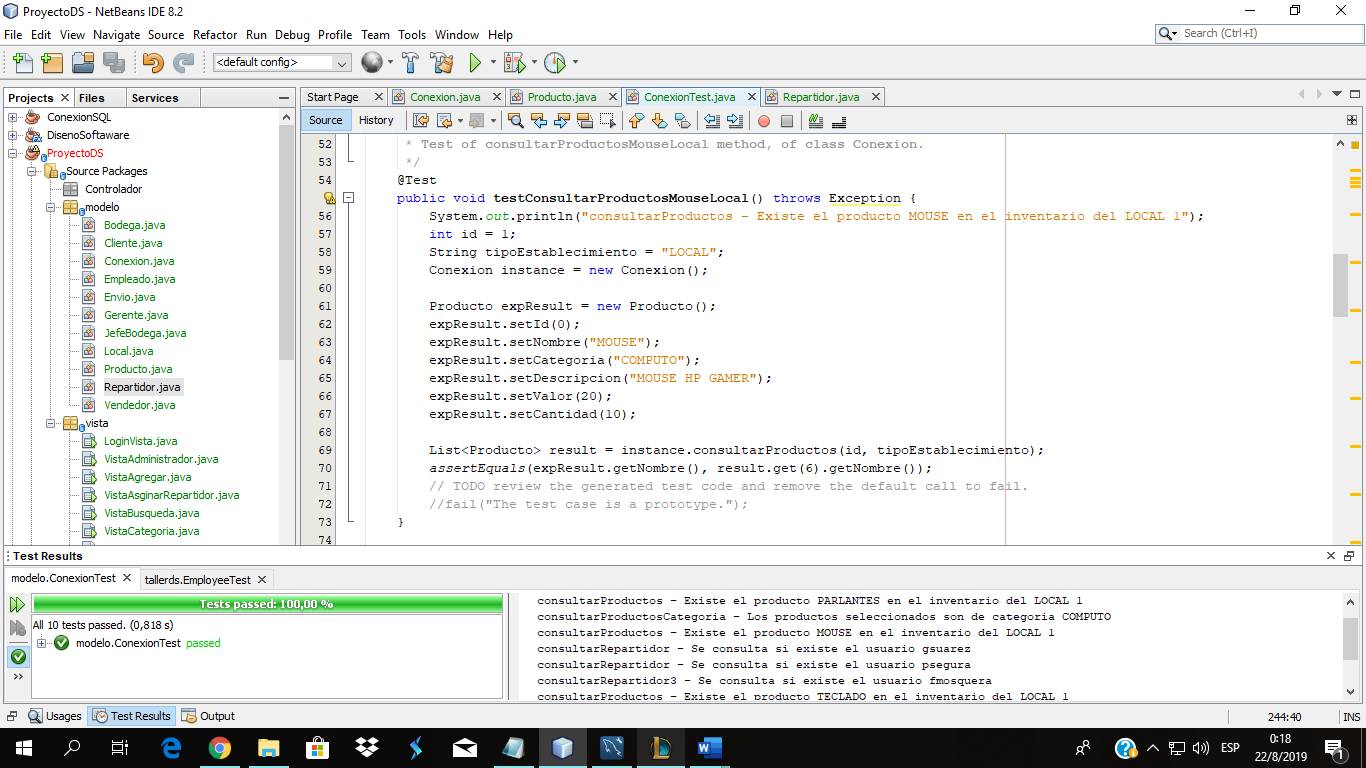 ProyectoDS - NetBeans IDE 8.2
File Edit View Navigate Source Refactor Run Debug Profile Team Tools Window Help
Search (Ctrl+I)
<default config>
Projects Files Services
Start Page Conexion.java Producto.java ConexionTest.java Repartidor.java
Source History
ConexionSQL
DisenoSoftaware
ProyectoDS
Source Packages
Controlador
modelo
Bodega.java
Cliente.java
Conexion.java
Empleado.java
Envio.java
Gerente.java
JefeBodega.java
Local.java
Producto.java
Repartidor.java
Vendedor.java
vista
LoginVista.java
VistaAdministrador.java
VistaAgregar.java
VistaAsginarRepartidor.java
VistaBusqueda.java
VistaCategoria.java
52 * Test of consultarProductosMouseLocal method, of class Conexion.
53 */
54 @Test
public void testConsultarProductosMouseLocal() throws Exception {
56 System.out.println("consultarProductos - Existe el producto MOUSE en el inventario del LOCAL 1");
57 int id = 1;
58 String tipoEstablecimiento = "LOCAL";
59 Conexion instance = new Conexion();
60
61 Producto expResult = new Producto();
62 expResult.setId(0);
63 expResult.setNombre("MOUSE");
64 expResult.setCategoria("COMPUTO");
65 expResult.setDescripcion("MOUSE HP GAMER");
66 expResult.setValor(20);
67 expResult.setCantidad(10);
68
69 List<Producto> result = instance.consultarProductos(id, tipoEstablecimiento);
70 assertEquals(expResult.getNombre(), result.get(6).getNombre());
71 // TODO review the generated test code and remove the default call to fail.
72 //fail("The test case is a prototype.");
73 }
74
Test Results
modelo.ConexionTest tallerds.EmployeeTest
Tests passed: 100,00 %
All 10 tests passed. (0,818 s)
modelo.ConexionTest passed
consultarProductos - Existe el producto PARLANTES en el inventario del LOCAL 1
consultarProductosCategoria - Los productos seleccionados son de categoria COMPUTO
consultarProductos - Existe el producto MOUSE en el inventario del LOCAL 1
consultarRepartidor - Se consulta si existe el usuario gsuarez
consultarRepartidor - Se consulta si existe el usuario psegura
consultarRepartidor3 - Se consulta si existe el usuario fmosquera
consultarProductos - Existe el producto TECLADO en el inventario del LOCAL 1
Usages Test Results Output
244:40 INS
ESP
0:18
22/8/2019
1